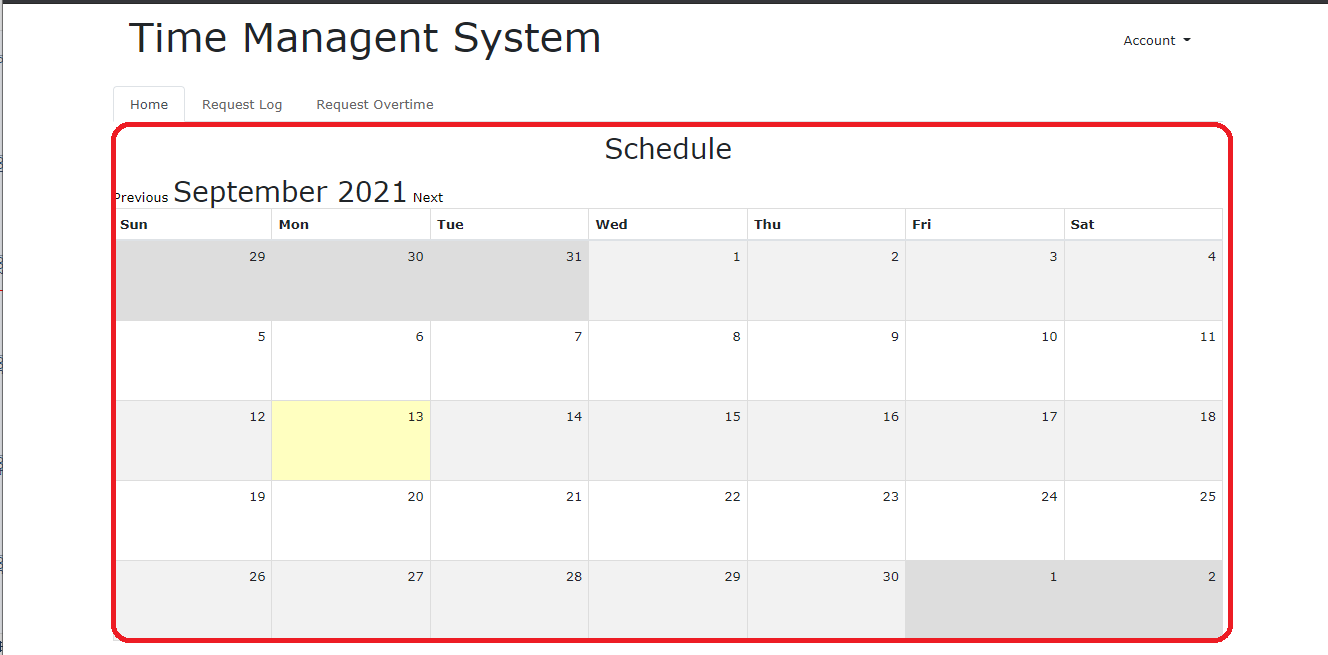 Time Managent System
Account
Home Request Log Request Overtime
Schedule
Previous September 2021 Next
Sun Mon Tue Wed Thu Fri Sat
29 30 31 1 2 3 4
5 6 7 8 9 10 11
12 13 14 15 16 17 18
19 20 21 22 23 24 25
26 27 28 29 30 1 2